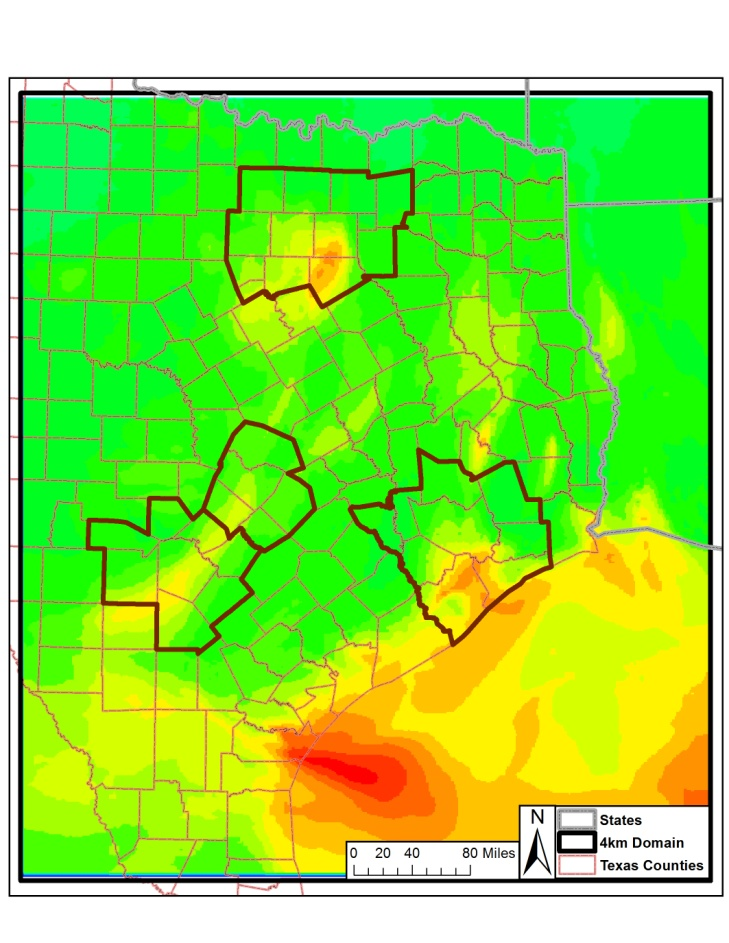 N
States
4km Domain
Texas Counties
0 20 40 80 Miles